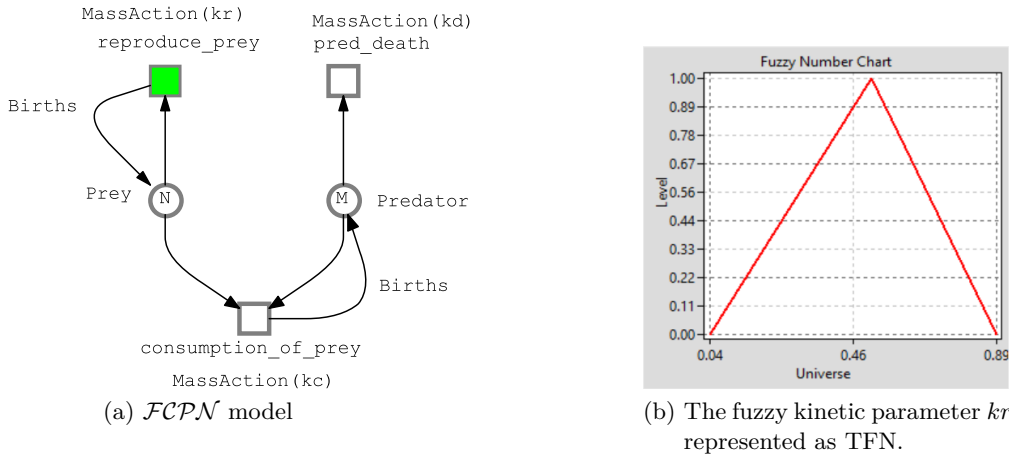 MassAction(kr)
reproduce_prey
MassAction(kd)
pred_death
Births
Prey
N
M
Predator
Births
consumption_of_prey
MassAction(kc)
(a) FCPN model
Fuzzy Number Chart
1.00
0.89
0.78
0.67
0.56
0.44
0.33
0.22
0.11
0.00
Level
0.04
0.46
0.89
Universe
(b) The fuzzy kinetic parameter kr
represented as TFN.